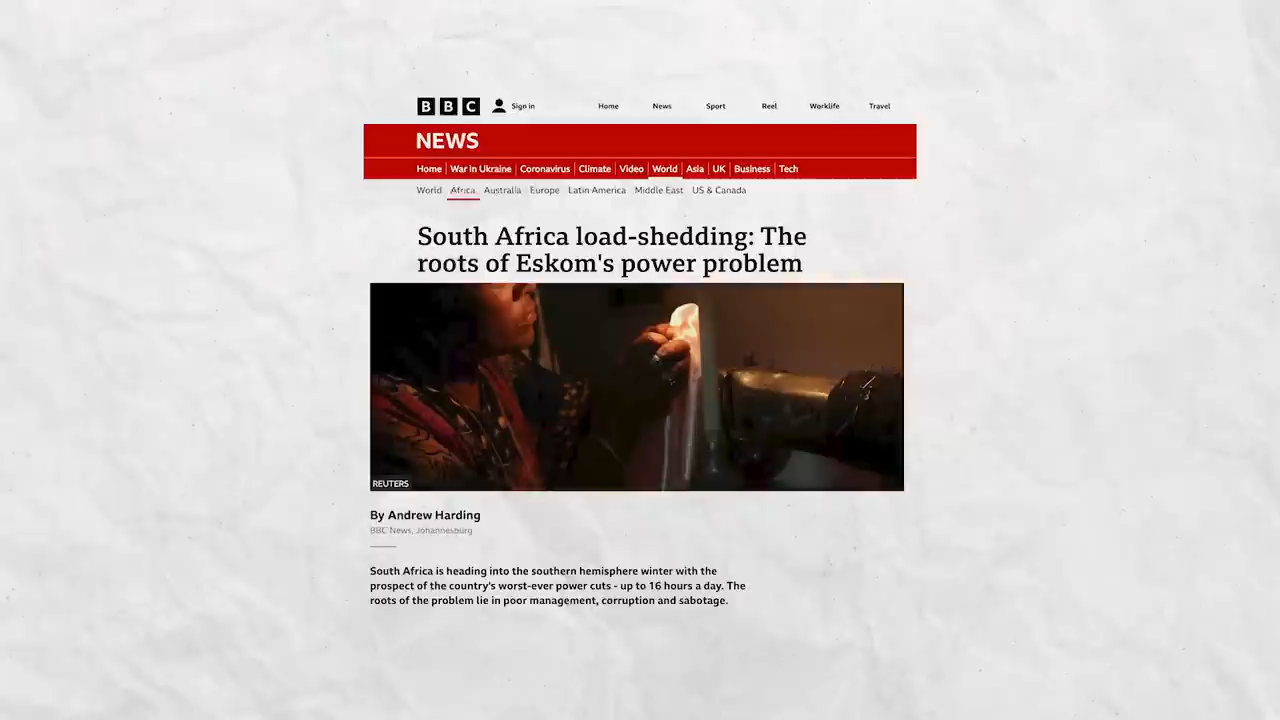 BBC Sign in Home News Sport Reel Worklife Travel
NEWS
Home War in Ukraine Coronavirus Climate Video World Asia UK Business Tech
World Africa Australia Europe Latin America Middle East US & Canada
South Africa load-shedding: The
roots of Eskom's power problem
REUTERS
By Andrew Harding
BBC News, Johannesburg
South Africa is heading into the southern hemisphere winter with the
prospect of the country's worst-ever power cuts - up to 16 hours a day. The
roots of the problem lie in poor management, corruption and sabotage.